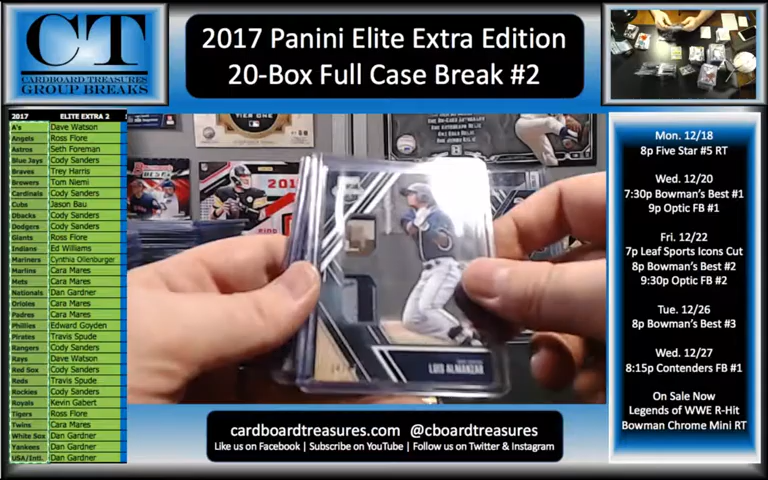 CT
CARDBOARD TREASURES
GROUP BREAKS
2017 Panini Elite Extra Edition
20-Box Full Case Break #2
2017 ELITE EXTRA 2
A's Dave Watson
Angels Ross Flore
Astros Seth Foreman
Blue Jays Cody Sanders
Braves Trey Harris
Brewers Tom Niemi
Cardinals Cody Sanders
Cubs Jason Bau
Dbacks Cody Sanders
Dodgers Cody Sanders
Giants Ross Flore
Indians Ed Williams
Mariners Cynthia Ollenburger
Marlins Cara Mares
Mets Cara Mares
Nationals Dan Gardner
Orioles Cara Mares
Padres Cara Mares
Phillies Edward Goyden
Pirates Travis Spude
Rangers Cody Sanders
Rays Dave Watson
Red Sox Cody Sanders
Reds Travis Spude
Rockies Cody Sanders
Royals Kevin Gabert
Tigers Ross Flore
Twins Cara Mares
White Sox Dan Gardner
Yankees Dan Gardner
USA/Intl. Dan Gardner
TIER ONE
BEST
201
LUIS ALMANZAR
Mon. 12/18
8p Five Star #5 RT
Wed. 12/20
7:30p Bowman's Best #1
9p Optic FB #1
Fri. 12/22
7p Leaf Sports Icons Cut
8p Bowman's Best #2
9:30p Optic FB #2
Tue. 12/26
8p Bowman's Best #3
Wed. 12/27
8:15p Contenders FB #1
On Sale Now
Legends of WWE R-Hit
Bowman Chrome Mini RT
cardboardtreasures.com @cboardtreasures
Like us on Facebook | Subscribe on YouTube | Follow us on Twitter & Instagram